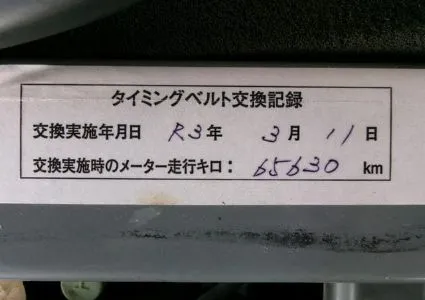 タイミングベルト交換記録
交換実施年月日 R3年 3月 11日
交換実施時のメーター走行キロ： 65630 km